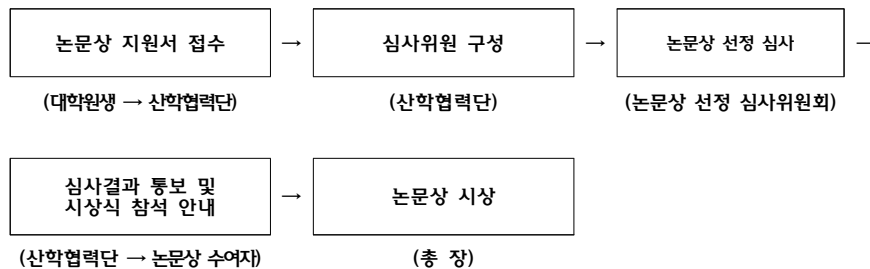 논문상 지원서 접수 → 심사위원 구성 → 논문상 선정 심사 →
(대학원생 → 산학협력단) (산학협력단) (논문상 선정 심사위원회)
심사결과 통보 및
시상식 참석 안내 → 논문상 시상
(산학협력단 → 논문상 수여자) (총 장)